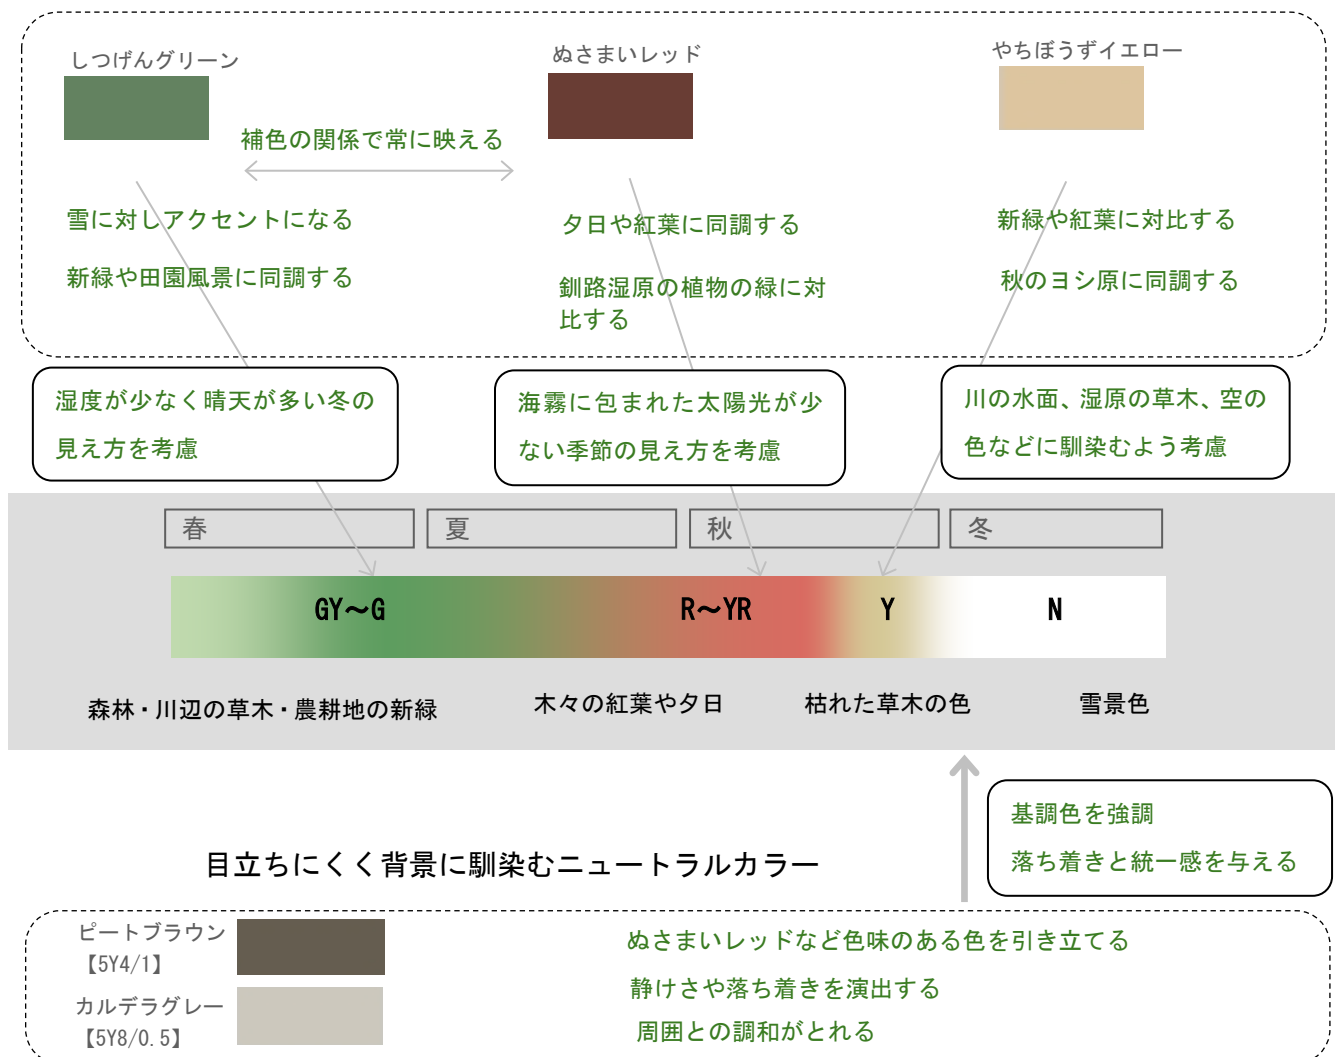 しつげんグリーン
ぬさまいレッド
やちぼうずイエロー
補色の関係で常に映える
雪に対しアクセントになる
新緑や田園風景に同調する
夕日や紅葉に同調する
釧路湿原の植物の緑に対
比する
新緑や紅葉に対比する
秋のヨシ原に同調する
湿度が少なく晴天が多い冬の
見え方を考慮
海霧に包まれた太陽光が少
ない季節の見え方を考慮
川の水面、湿原の草木、空の
色などに馴染むよう考慮
春
夏
秋
冬
GY～G
R～YR
Y
N
森林・川辺の草木・農耕地の新緑
木々の紅葉や夕日
枯れた草木の色
雪景色
基調色を強調
落ち着きと統一感を与える
目立ちにくく背景に馴染むニュートラルカラー
ピートブラウン
【5Y4/1】
カルデラグレー
【5Y8/0.5】
ぬさまいレッドなど色味のある色を引き立てる
静けさや落ち着きを演出する
周囲との調和がとれる